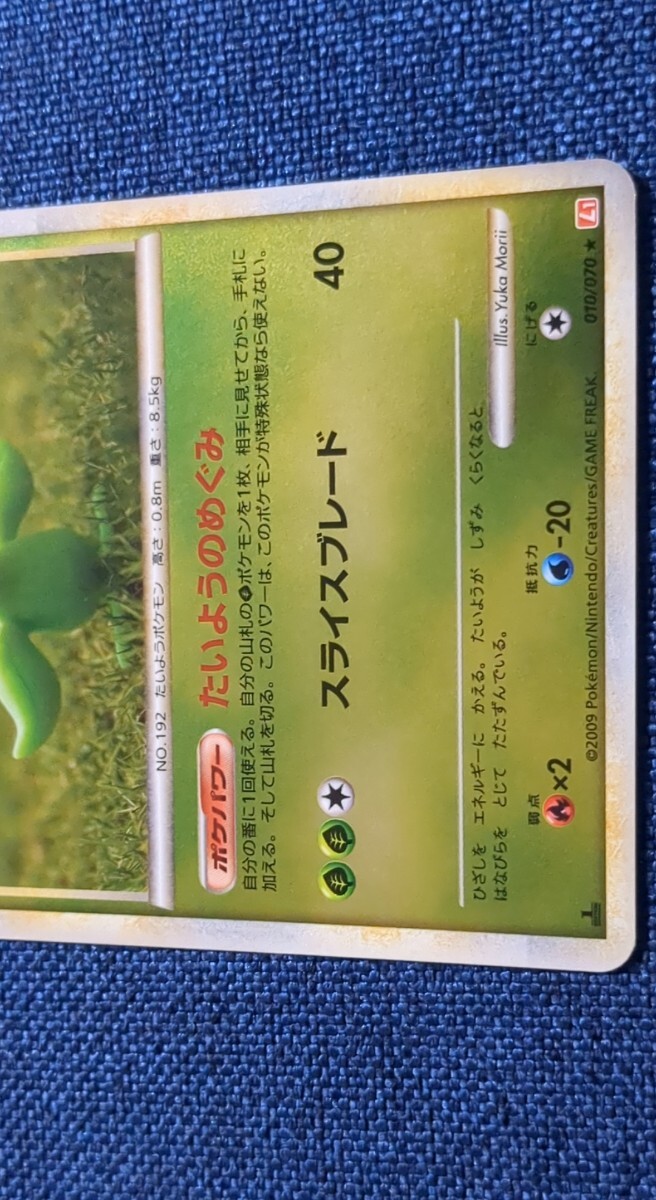 NO.192 たいようポケモン 高さ:0.8m 重さ:8.5kg
ポケパワー たいようのめぐみ
自分の番に1回使える。自分の山札のポケモンを1枚、相手に見せてから、手札に
加える。そして山札を切る。このパワーは、このポケモンが特殊状態なら使えない。
スライスブレード 40
ひざしを エネルギーに かえる。たいようが しずみ くらくなると
はなびらを とじて たたずんでいる。
Illus. Yuka Morii
弱点 抵抗力 にげる
×2 -20
1 ©2009 Pokémon/Nintendo/Creatures/GAME FREAK. 010/070 ★ L1